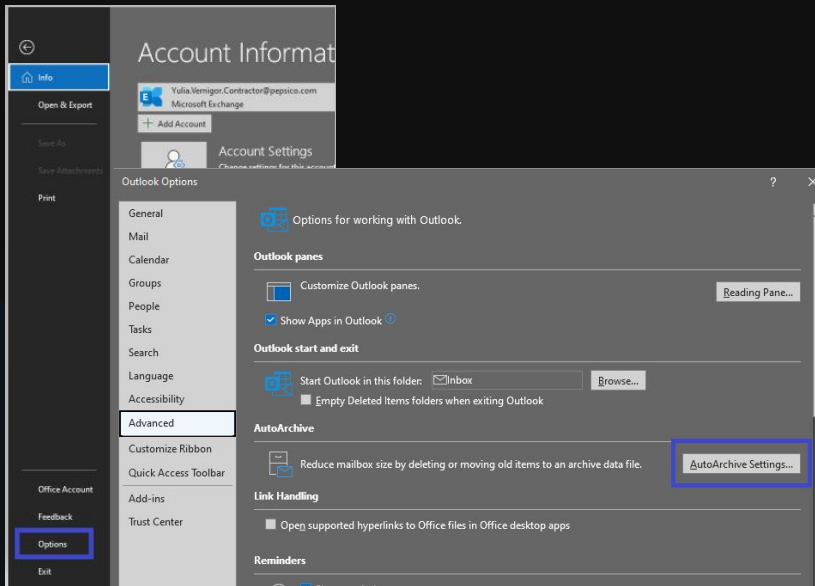 Account Informat
Info
Yulia.Vernigor.Contractor@pepsico.com
Microsoft Exchange
Open & Export
Add Account
Save As
Account Settings
Change settings for this account
Save Attachments
Print
Outlook Options
?
General
Mail
Calendar
Groups
People
Tasks
Search
Language
Accessibility
Advanced
Customize Ribbon
Quick Access Toolbar
Add-ins
Trust Center
Options for working with Outlook.
Outlook panes
Customize Outlook panes.
Reading Pane...
Show Apps in Outlook
Outlook start and exit
Start Outlook in this folder: Inbox Browse...
Empty Deleted Items folders when exiting Outlook
AutoArchive
Reduce mailbox size by deleting or moving old items to an archive data file. AutoArchive Settings...
Link Handling
Open supported hyperlinks to Office files in Office desktop apps
Reminders
Office Account
Feedback
Options
Exit